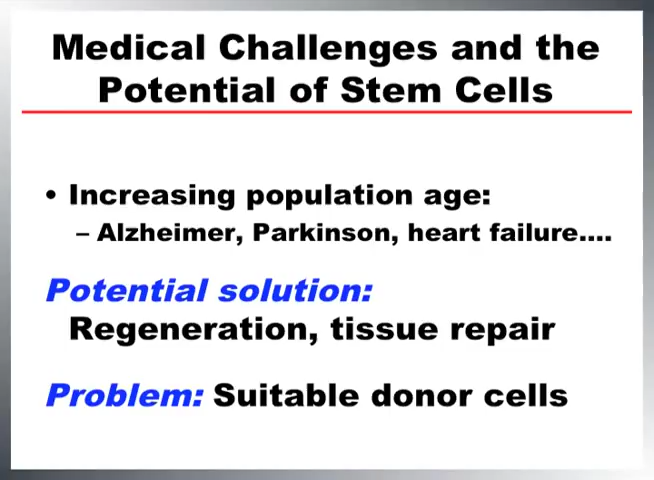 Medical Challenges and the
Potential of Stem Cells
• Increasing population age:
– Alzheimer, Parkinson, heart failure....
Potential solution:
Regeneration, tissue repair
Problem: Suitable donor cells